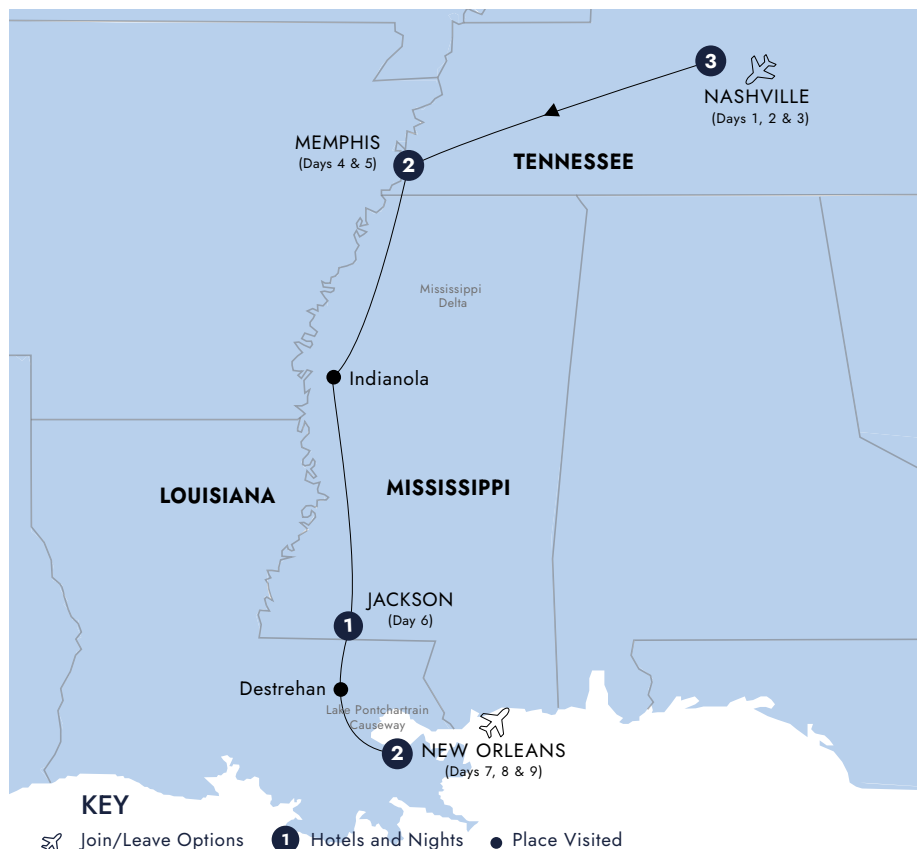 3
NASHVILLE
(Days 1, 2 & 3)
MEMPHIS
(Days 4 & 5)
2
TENNESSEE
Mississippi
Delta
Indianola
LOUISIANA
MISSISSIPPI
JACKSON
(Day 6)
1
Destrehan
Lake Pontchartrain
Causeway
2
NEW ORLEANS
(Days 7, 8 & 9)
KEY
Join/Leave Options
1 Hotels and Nights
Place Visited